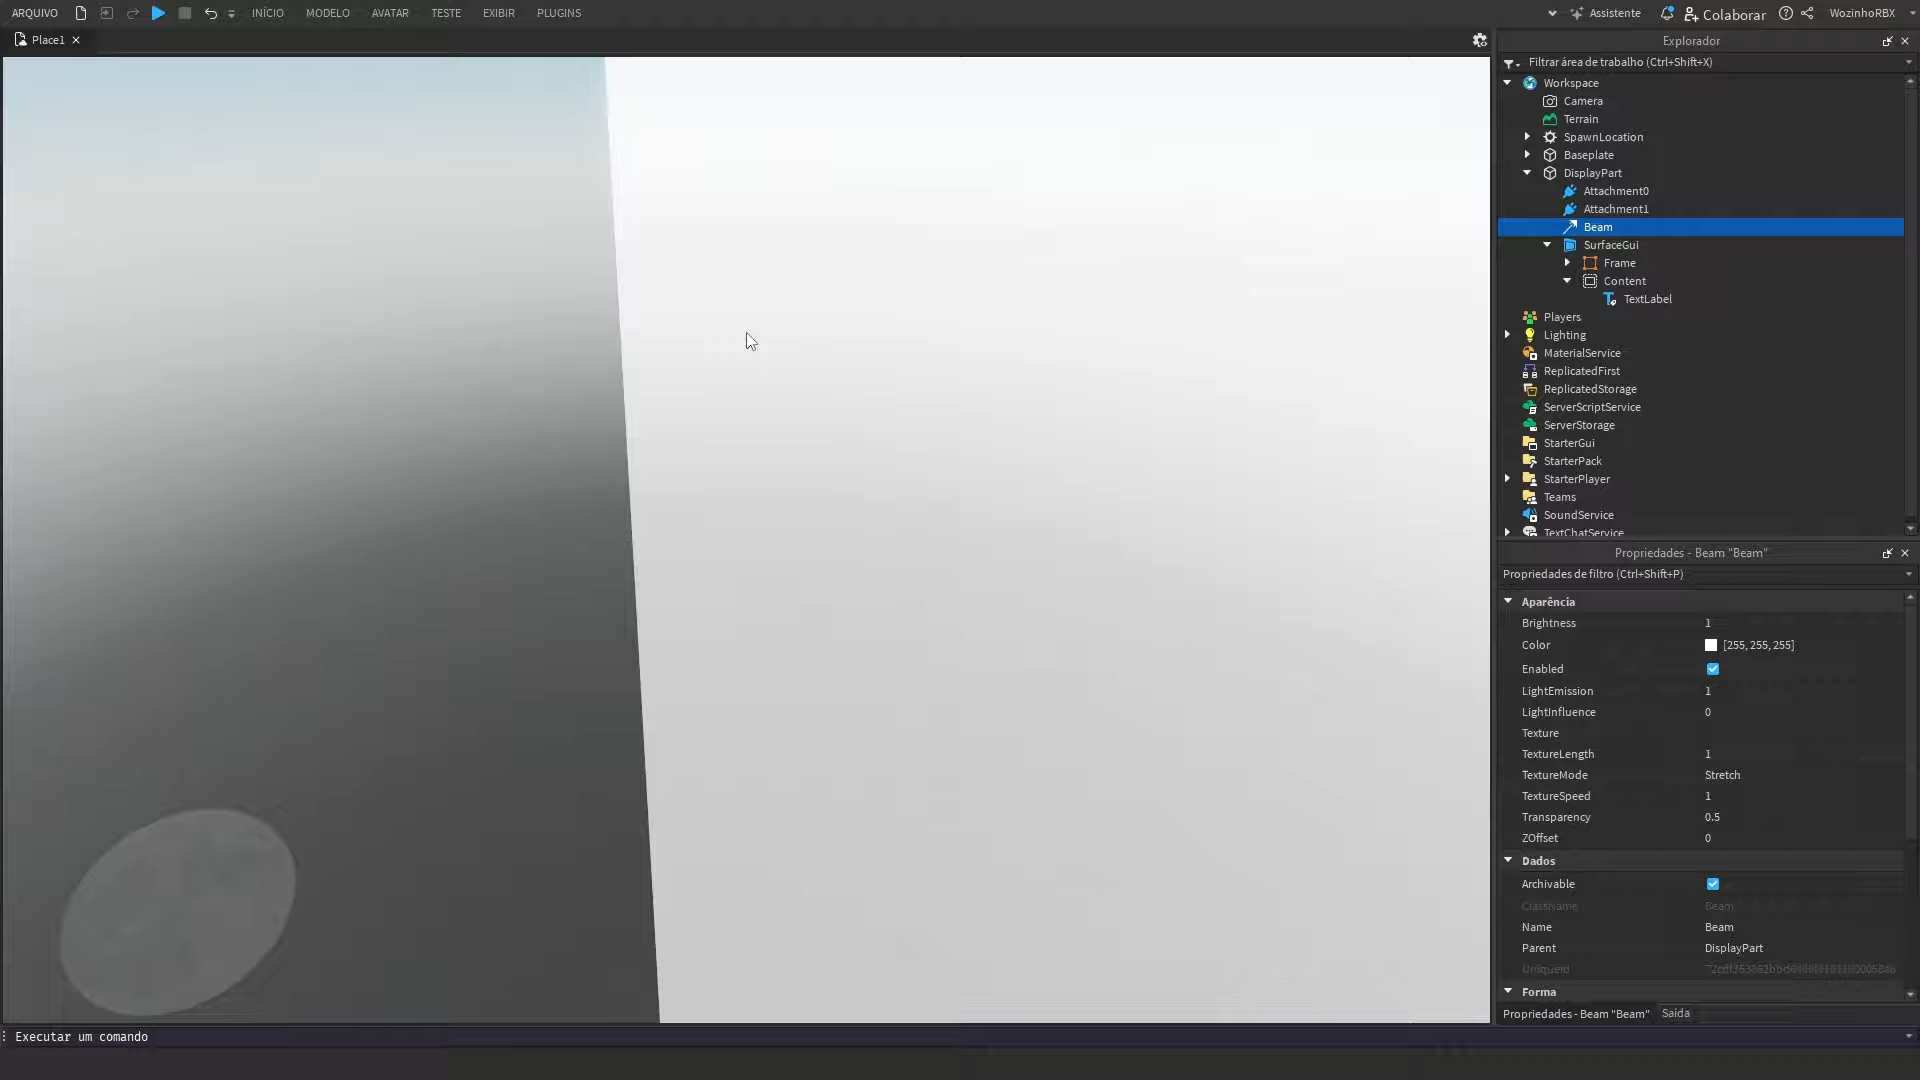 ARQUIVO INÍCIO MODELO AVATAR TESTE EXIBIR PLUGINS Assistente Colaborar WozinhoRBX
Place1
Explorador
Filtrar área de trabalho (Ctrl+Shift+X)
Workspace
Camera
Terrain
SpawnLocation
Baseplate
DisplayPart
Attachment0
Attachment1
Beam
SurfaceGui
Frame
Content
TextLabel
Players
Lighting
MaterialService
ReplicatedFirst
ReplicatedStorage
ServerScriptService
ServerStorage
StarterGui
StarterPack
StarterPlayer
Teams
SoundService
TextChatService
Propriedades - Beam "Beam"
Propriedades de filtro (Ctrl+Shift+P)
Aparência
Brightness 1
Color [255, 255, 255]
Enabled
LightEmission 1
LightInfluence 0
Texture
TextureLength 1
TextureMode Stretch
TextureSpeed 1
Transparency 0.5
ZOffset 0
Dados
Archivable
ClassName Beam
Name Beam
Parent DisplayPart
UniqueId
Forma
Propriedades - Beam "Beam" Saída
Executar um comando